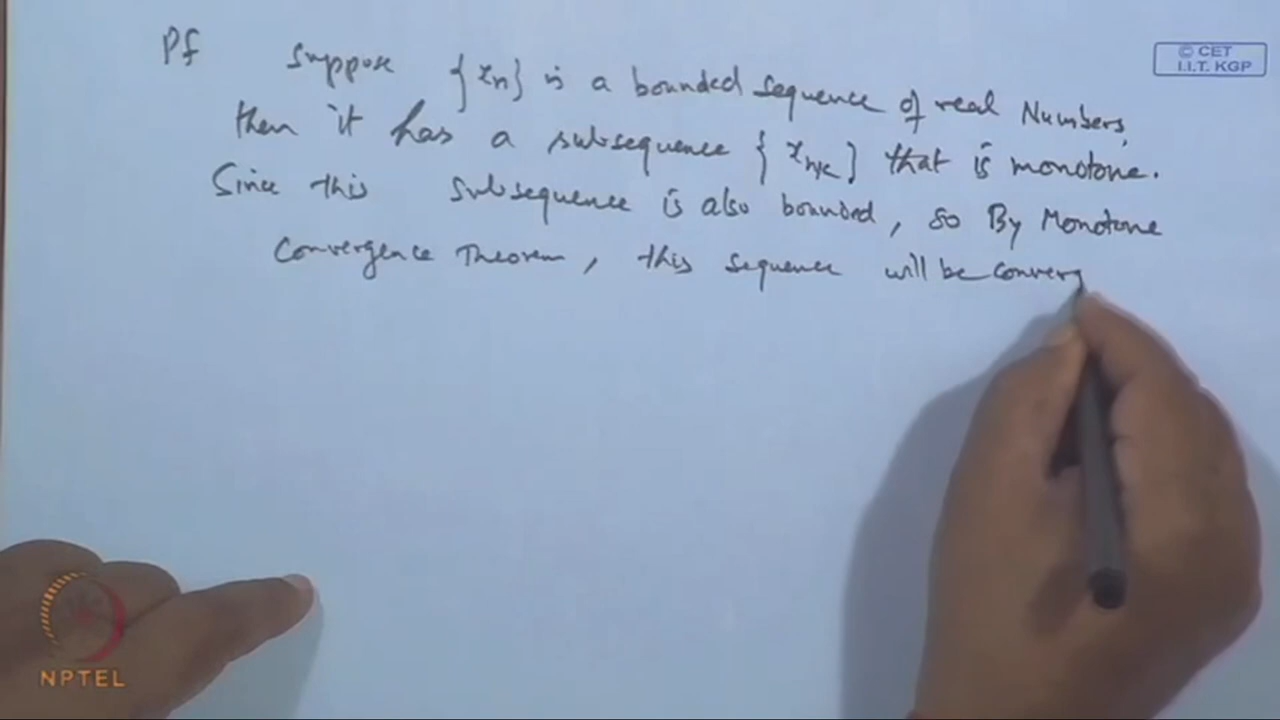 © CET
I.I.T. KGP
Pf Suppose {xn} is a bounded sequence of real Numbers,
then it has a subsequence {xnk} that is monotone.
Since this subsequence is also bounded, so By Monotone
Convergence Theorem, this sequence will be converg
NPTEL